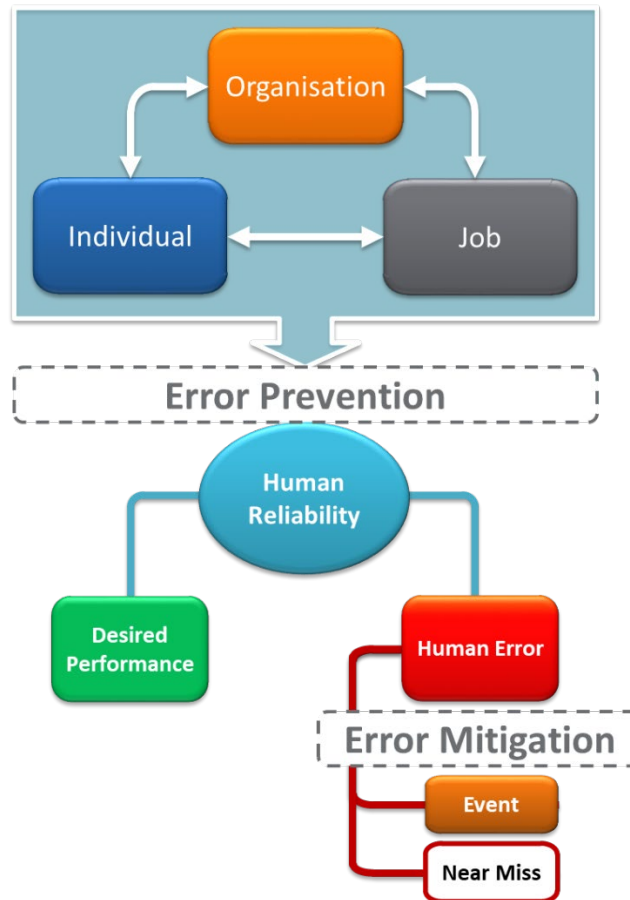 Organisation
Individual
Job
Error Prevention
Human
Reliability
Desired
Performance
Human Error
Error Mitigation
Event
Near Miss